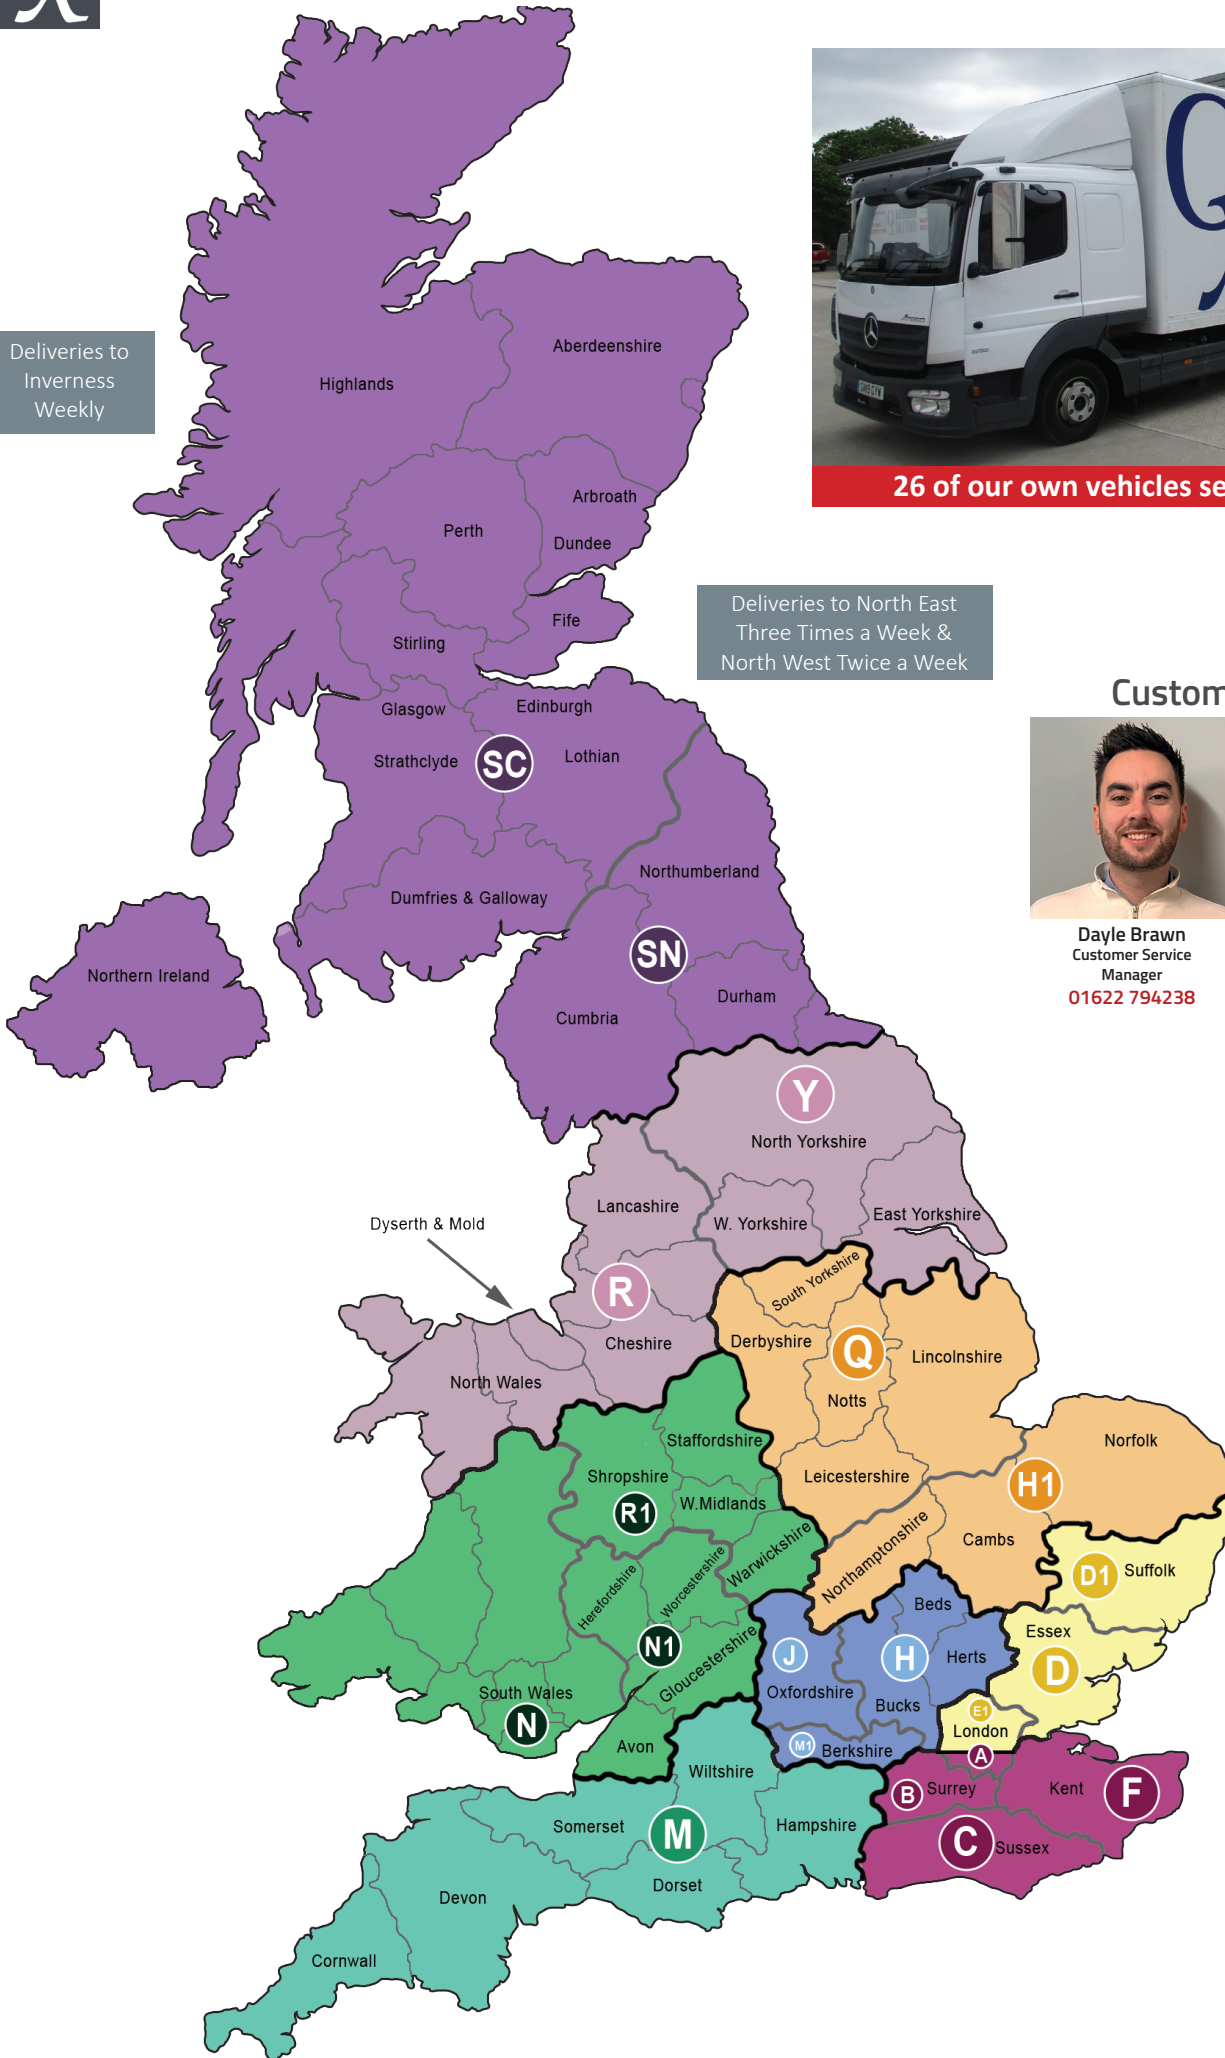 Deliveries to
Inverness
Weekly
26 of our own vehicles se
Deliveries to North East
Three Times a Week &
North West Twice a Week
Custom
Dayle Brawn
Customer Service
Manager
01622 794238
Highlands
Aberdeenshire
Arbroath
Perth
Dundee
Fife
Stirling
Glasgow
Edinburgh
Strathclyde
SC
Lothian
Northumberland
Dumfries & Galloway
SN
Northern Ireland
Durham
Cumbria
Y
North Yorkshire
Lancashire
W. Yorkshire
East Yorkshire
Dyserth & Mold
South Yorkshire
R
Cheshire
Derbyshire
Q
Lincolnshire
North Wales
Notts
Staffordshire
Norfolk
Shropshire
Leicestershire
H1
R1
W.Midlands
Northamptonshire
Cambs
Warwickshire
Worcestershire
Herefordshire
D1
Suffolk
Beds
Essex
N1
Gloucestershire
J
H
Herts
D
Oxfordshire
Bucks
South Wales
N
E1
London
Avon
M1
Berkshire
A
Wiltshire
B
Surrey
Kent
F
Somerset
M
Hampshire
C
Sussex
Devon
Dorset
Cornwall